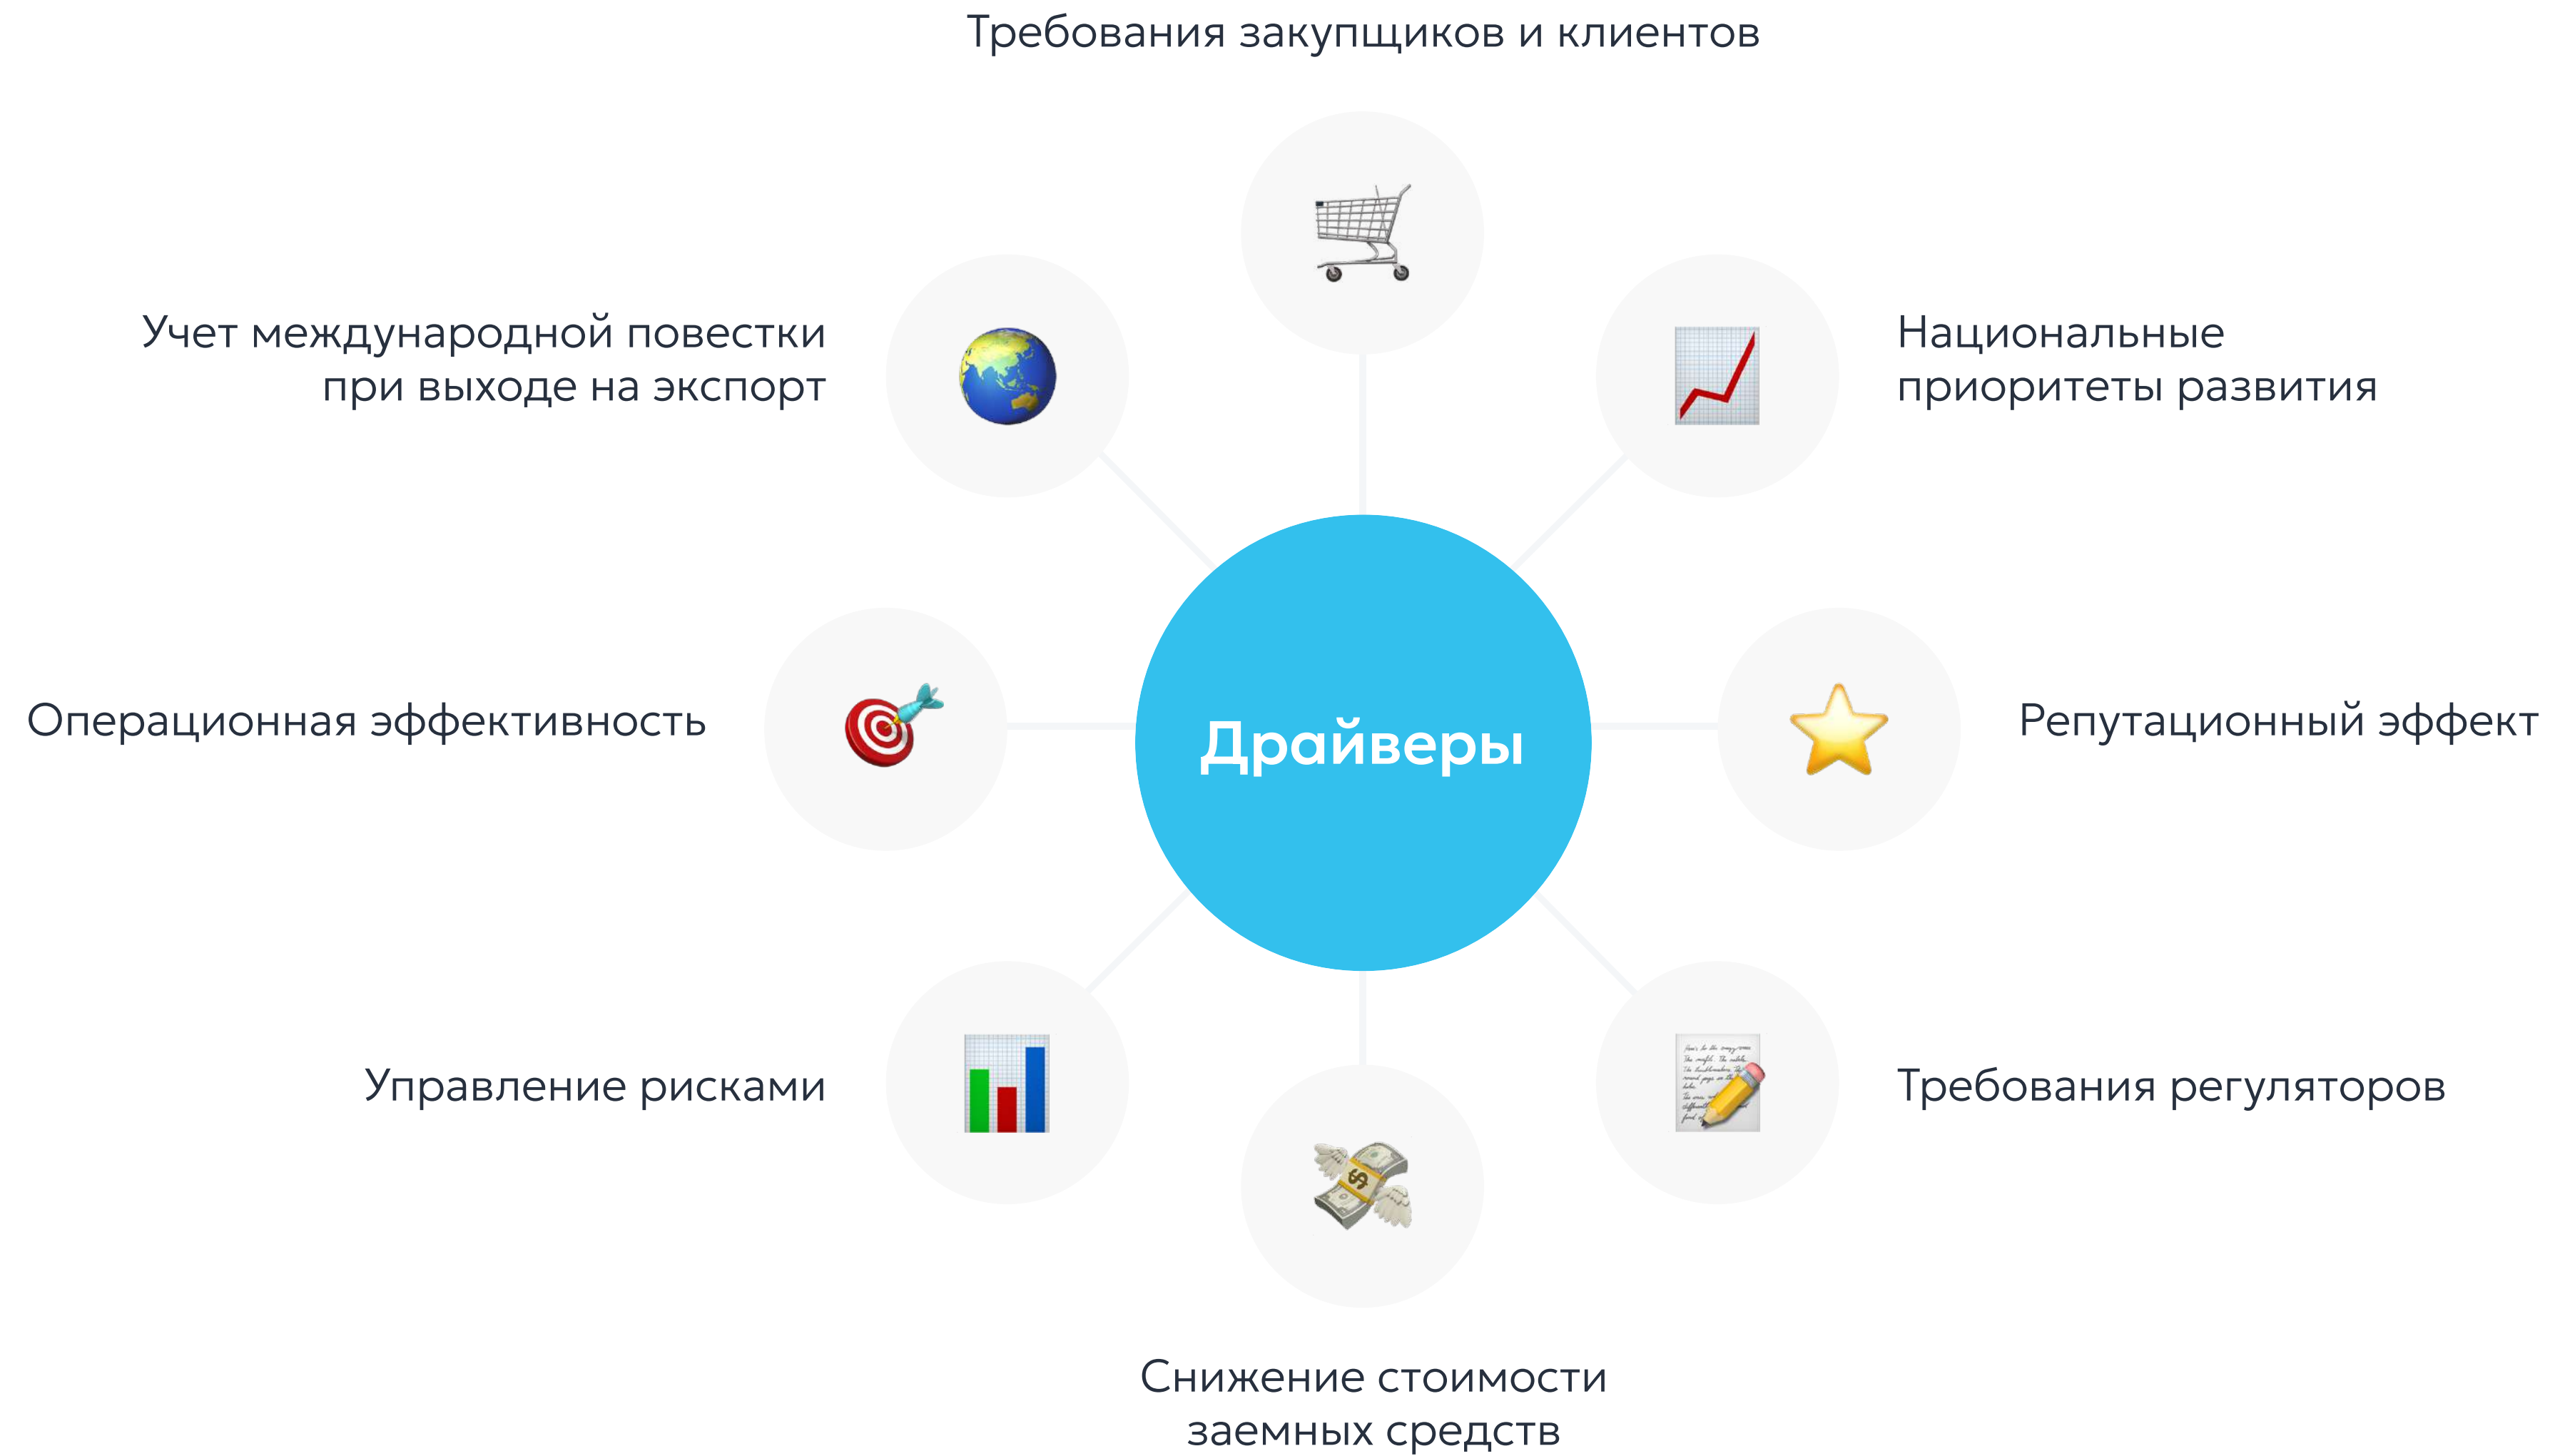 Требования закупщиков и клиентов
Учет международной повестки
при выходе на экспорт
Национальные
приоритеты развития
Операционная эффективность
Драйверы
Репутационный эффект
Управление рисками
Требования регуляторов
Снижение стоимости
заемных средств